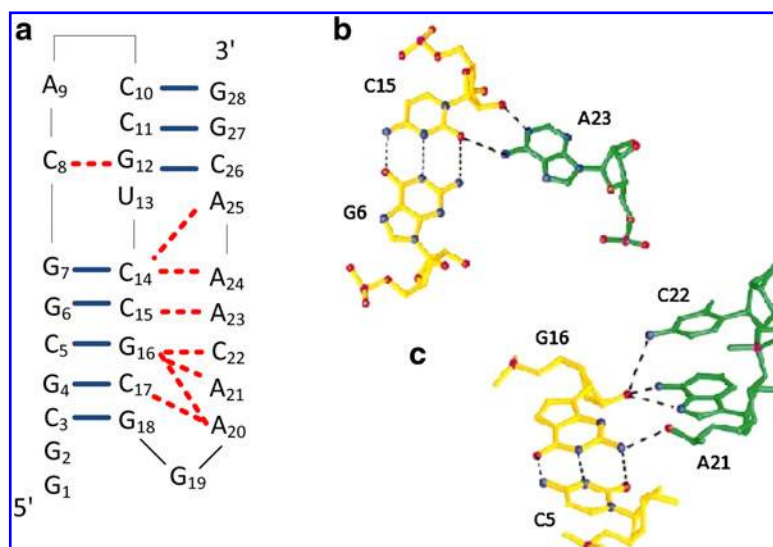 a
3'
A9 C10 G28
C11 G27
C8 G12 C26
U13 A25
G7 C14 A24
G6 C15 A23
C5 G16 C22
G4 C17 A21
C3 G18 A20
G2 G19
G1
5'
b
C15
A23
G6
c
C22
G16
A21
C5